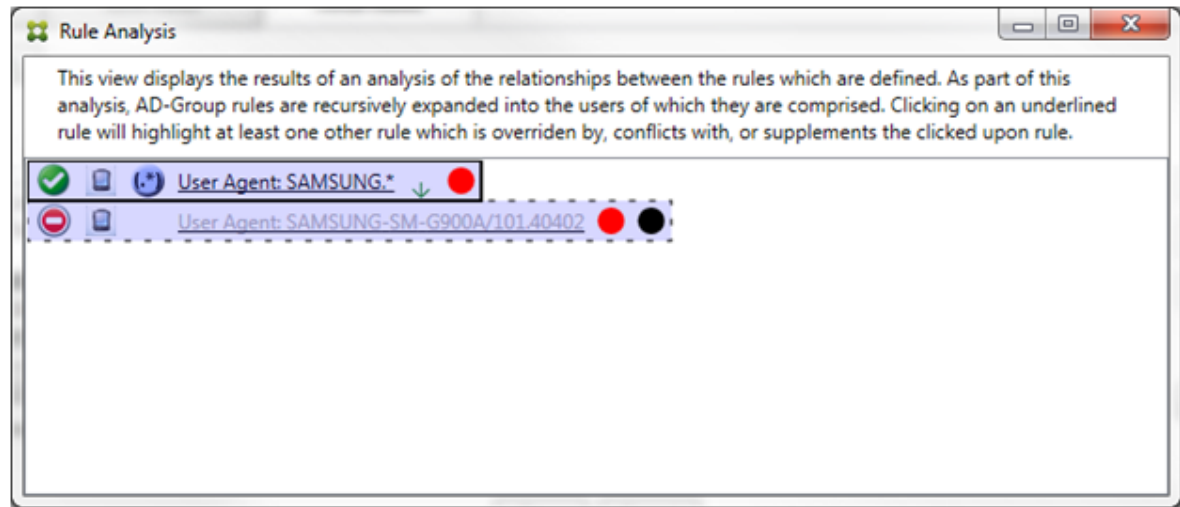 Rule Analysis
This view displays the results of an analysis of the relationships between the rules which are defined. As part of this
analysis, AD-Group rules are recursively expanded into the users of which they are comprised. Clicking on an underlined
rule will highlight at least one other rule which is overriden by, conflicts with, or supplements the clicked upon rule.
(.*) User Agent: SAMSUNG.*
User Agent: SAMSUNG-SM-G900A/101.40402